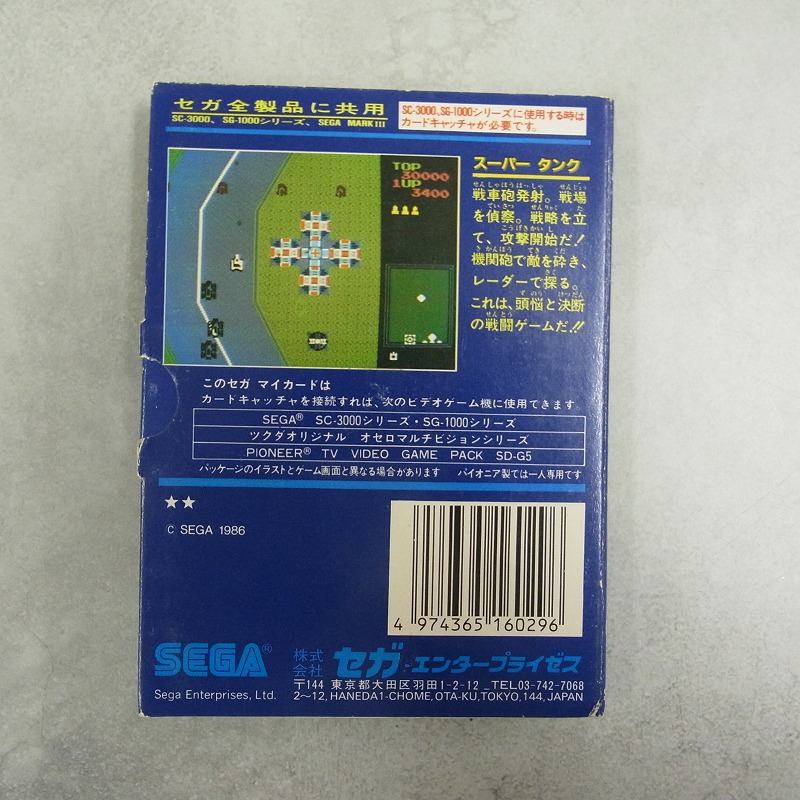 セガ全製品に共用
SC-3000、SG-1000シリーズ、SEGA MARKIII
SC-3000、SG-1000シリーズに使用する時は
カードキャッチャが必要です。
TOP
30000
1UP
3400
スーパー タンク
戦車砲発射。戦場
を偵察。戦略を立
て、攻撃開始だ!
機関砲で敵を砕き、
レーダーで探る。
これは、頭悩と決断
の戦闘ゲームだ!!
このセガ マイカードは
カードキャッチャを接続すれば、次のビデオゲーム機に使用できます。
SEGA® SC-3000シリーズ・SG-1000シリーズ
ツクダオリジナル オセロマルチビジョンシリーズ
PIONEER® TV VIDEO GAME PACK SD-G5
パッケージのイラストとゲーム画面と異なる場合があります パイオニア製では一人専用です
★★
© SEGA 1986
4 974365 160296
SEGA®
Sega Enterprises, Ltd.
株式会社 セガ・エンタープライゼス
〒144 東京都大田区羽田1-2-12 TEL03-742-7068
2~12, HANEDA1-CHOME, OTA-KU, TOKYO, 144, JAPAN